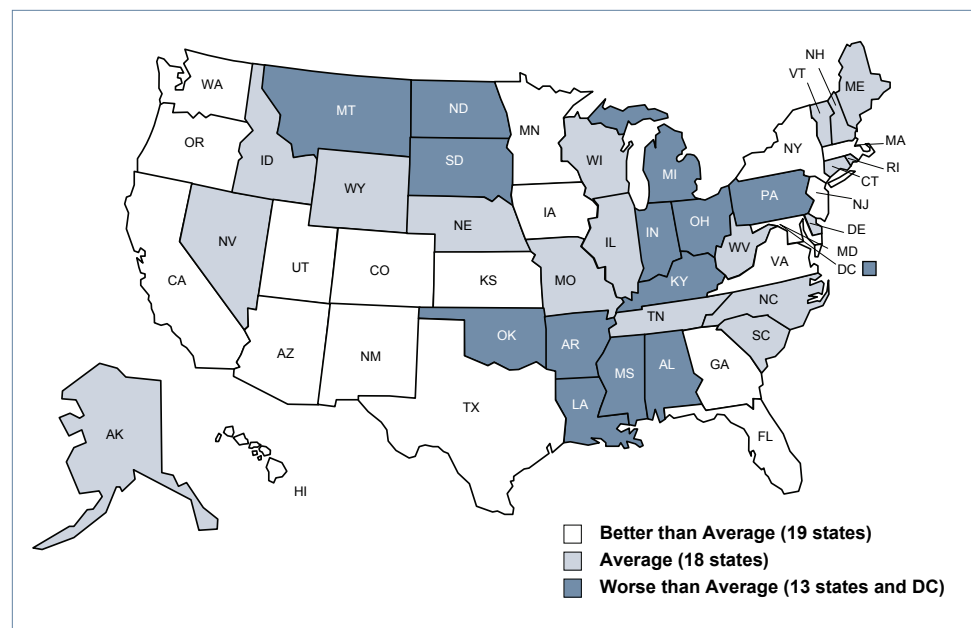 NH
WA
VT
ME
MT
ND
MN
OR
MA
NY
ID
SD
WI
RI
MI
CT
WY
PA
NJ
IA
NE
OH
DE
NV
IN
IL
WV
MD
UT
VA
DC
CO
CA
KS
MO
KY
NC
TN
OK
SC
AR
AZ
NM
GA
MS
AL
TX
LA
AK
FL
HI
Better than Average (19 states)
Average (18 states)
Worse than Average (13 states and DC)